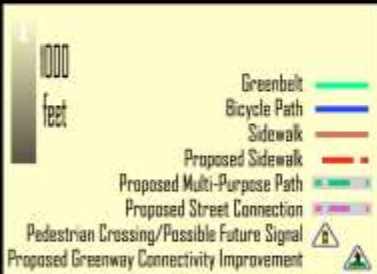 1000
feet
Greenbelt
Bicycle Path
Sidewalk
Proposed Sidewalk
Proposed Multi-Purpose Path
Proposed Street Connection
Pedestrian Crossing/Possible Future Signal
Proposed Greenway Connectivity Improvement